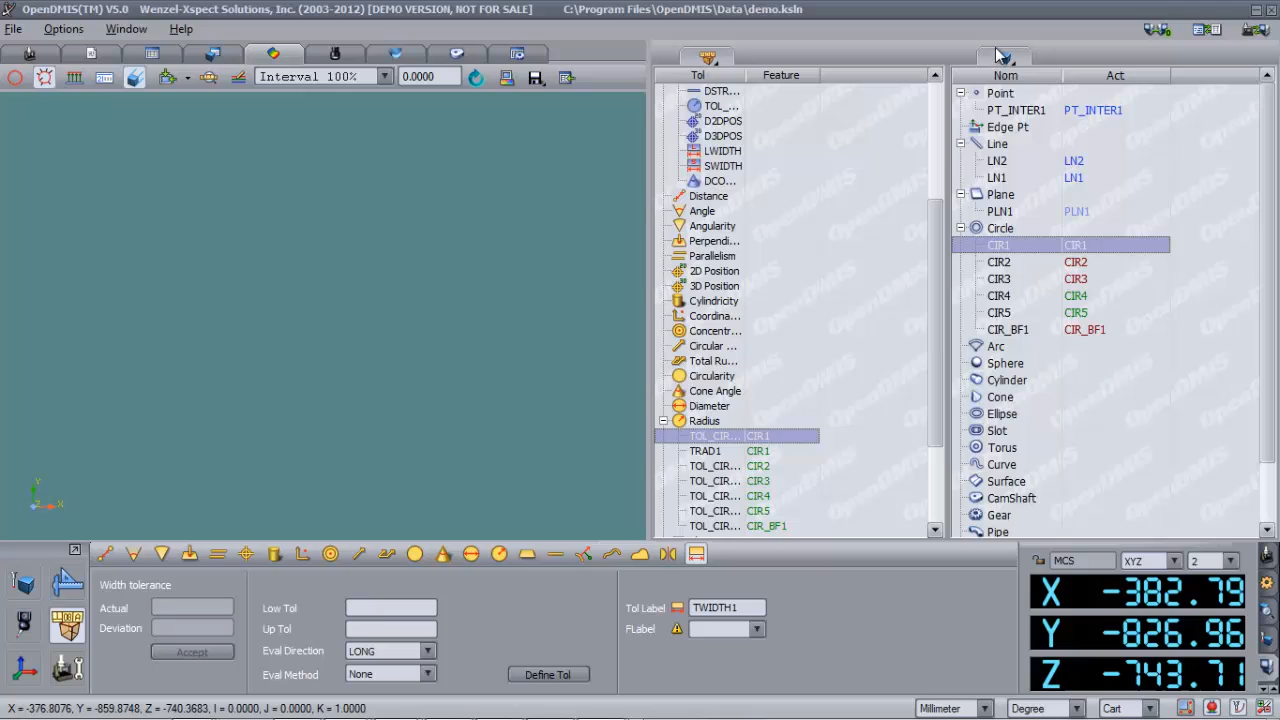 OpenDMIS(TM) V5.0 Wenzel-Xspect Solutions, Inc. (2003-2012) [DEMO VERSION, NOT FOR SALE] C:\Program Files\OpenDMIS\Data\demo.ksln
File Options Window Help
Interval 100% 0.0000
Tol Feature
DSTR...
TOL_...
D2DPOS
D3DPOS
LWIDTH
SWIDTH
DCO...
Distance
Angle
Angularity
Perpendi...
Parallelism
2D Position
3D Position
Cylindricity
Coordina...
Concentr...
Circular ...
Total Ru...
Circularity
Cone Angle
Diameter
Radius
TOL_CIR... CIR1
TRAD1 CIR1
TOL_CIR... CIR2
TOL_CIR... CIR3
TOL_CIR... CIR4
TOL_CIR... CIR5
TOL_CIR... CIR_BF1
Nom Act
Point
PT_INTER1 PT_INTER1
Edge Pt
Line
LN2 LN2
LN1 LN1
Plane
PLN1 PLN1
Circle
CIR1 CIR1
CIR2 CIR2
CIR3 CIR3
CIR4 CIR4
CIR5 CIR5
CIR_BF1 CIR_BF1
Arc
Sphere
Cylinder
Cone
Ellipse
Slot
Torus
Curve
Surface
CamShaft
Gear
Pipe
Y
Z X
Width tolerance
Actual
Deviation
Accept
Low Tol
Up Tol
Eval Direction LONG
Eval Method None
Define Tol
Tol Label TWIDTH1
FLabel
MCS XYZ 2
X -382.79
Y -826.96
Z -743.71
X = -376.8076, Y = -859.8748, Z = -740.3683, I = 0.0000, J = 0.0000, K = 1.0000
Millimeter Degree Cart